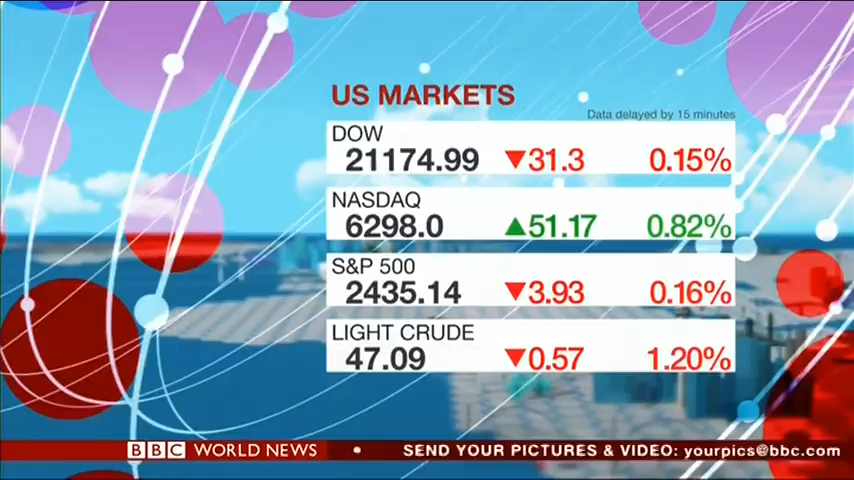 US MARKETS
Data delayed by 15 minutes
DOW
21174.99 ▼31.3 0.15%
NASDAQ
6298.0 ▲51.17 0.82%
S&P 500
2435.14 ▼3.93 0.16%
LIGHT CRUDE
47.09 ▼0.57 1.20%
BBC WORLD NEWS • SEND YOUR PICTURES & VIDEO: yourpics@bbc.com